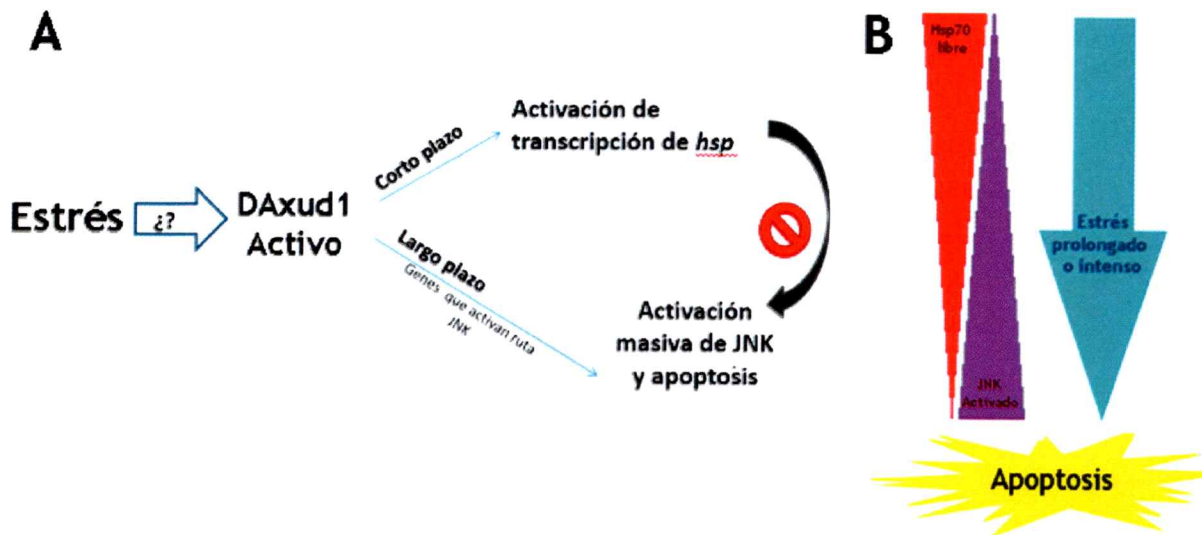 A
Estrés
¿?
DAxud1
Activo
Corto plazo
Activación de
transcripción de hsp
Largo plazo
Genes que activan ruta
JNK
Activación
masiva de JNK
y apoptosis
B
Hsp70
libre
JNK
Activado
Estrés
prolongado
o intenso
Apoptosis